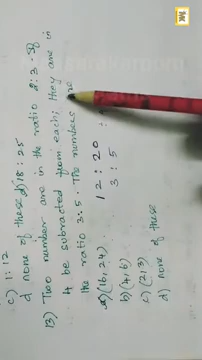 c) 1:12
d none of these d) 18:25
13) Two number are in the ratio 2:3. If
4 be subtracted from each, they are in
the ratio 3:5. The numbers are
a) (16,24)
12:20
b) (4,6)
3:5
c) (2,3)
d) none of these